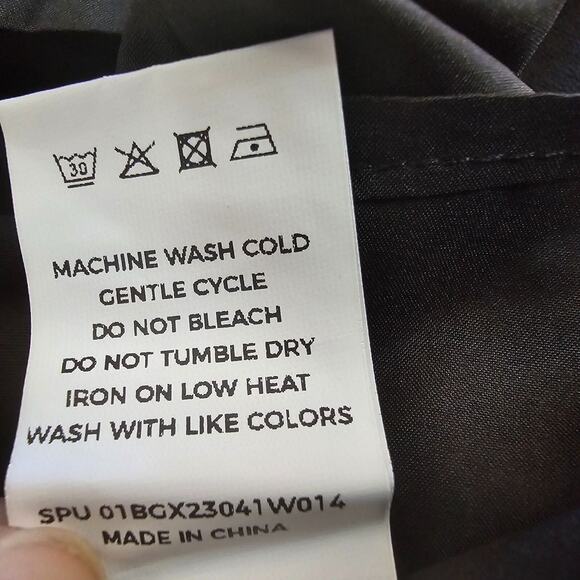 30
MACHINE WASH COLD
GENTLE CYCLE
DO NOT BLEACH
DO NOT TUMBLE DRY
IRON ON LOW HEAT
WASH WITH LIKE COLORS
SPU 01BGX23041W014
MADE IN CHINA